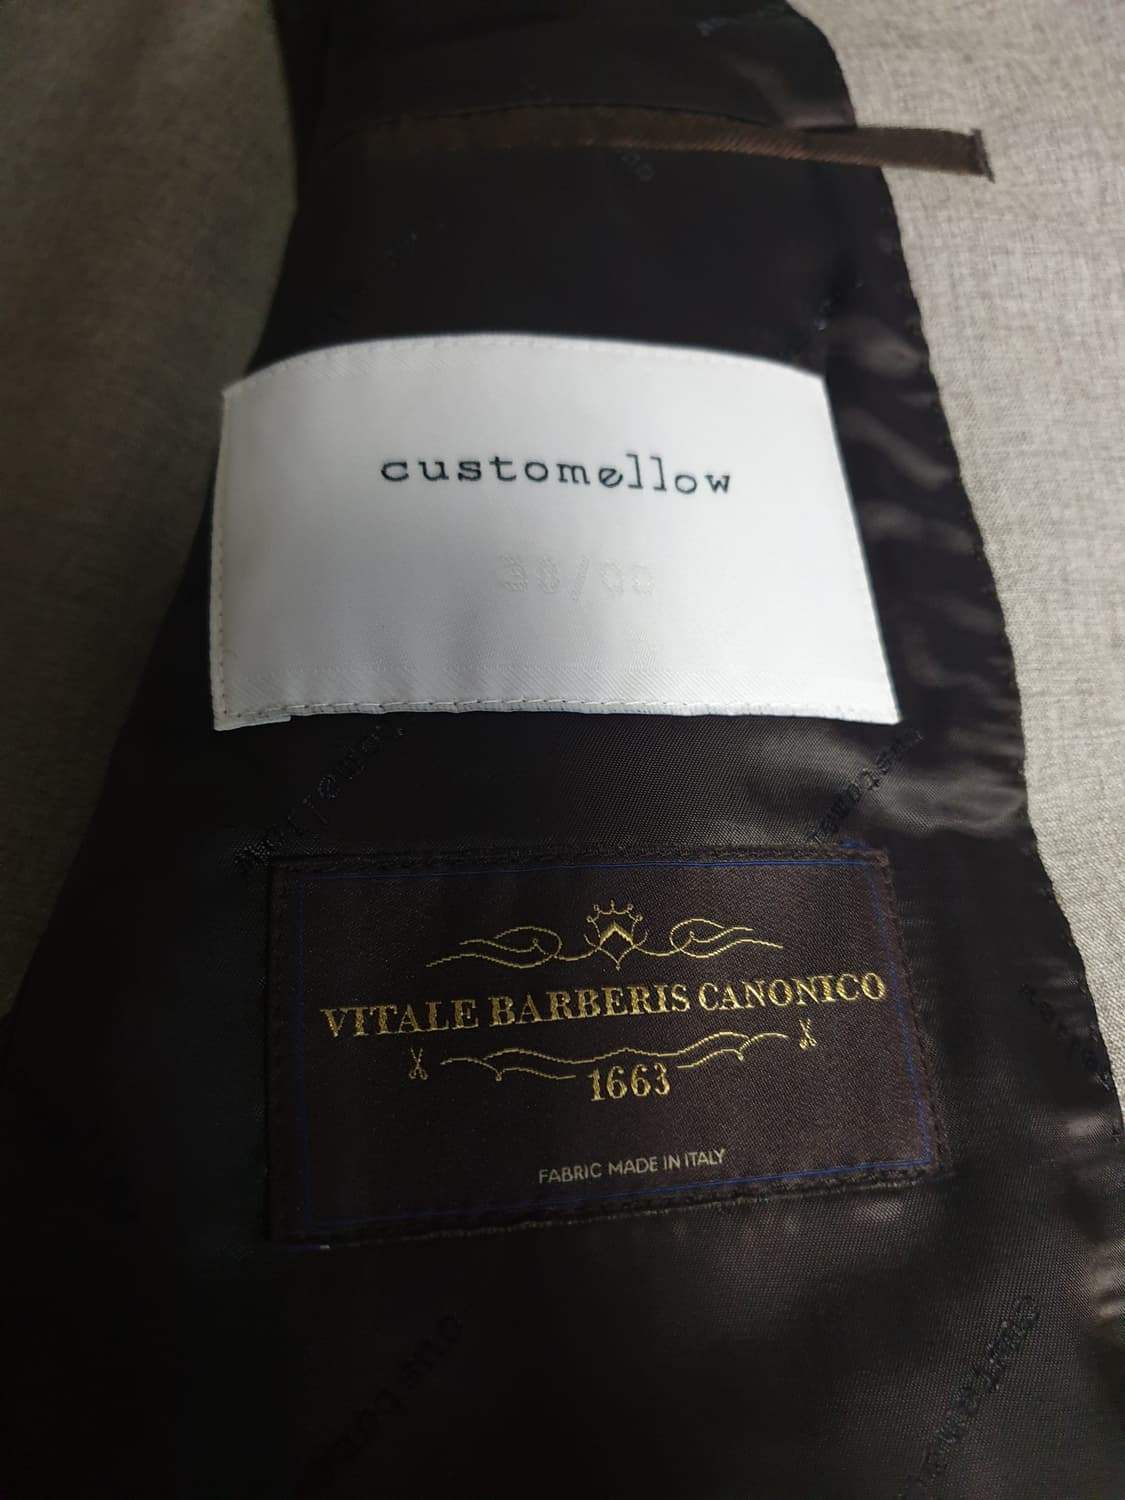 customellow
VITALE BARBERIS CANONICO
1663
FABRIC MADE IN ITALY